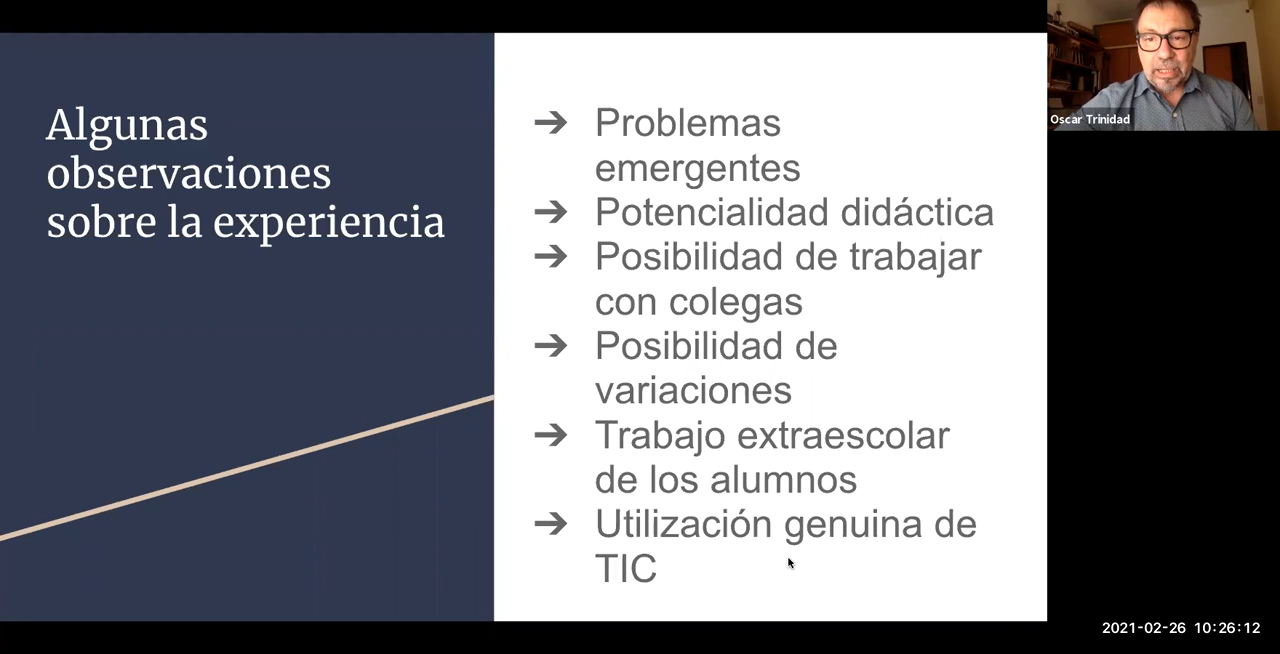 Algunas
observaciones
sobre la experiencia
➔ Problemas
emergentes
➔ Potencialidad didáctica
➔ Posibilidad de trabajar
con colegas
➔ Posibilidad de
variaciones
➔ Trabajo extraescolar
de los alumnos
➔ Utilización genuina de
TIC
Oscar Trinidad
2021-02-26 10:26:12